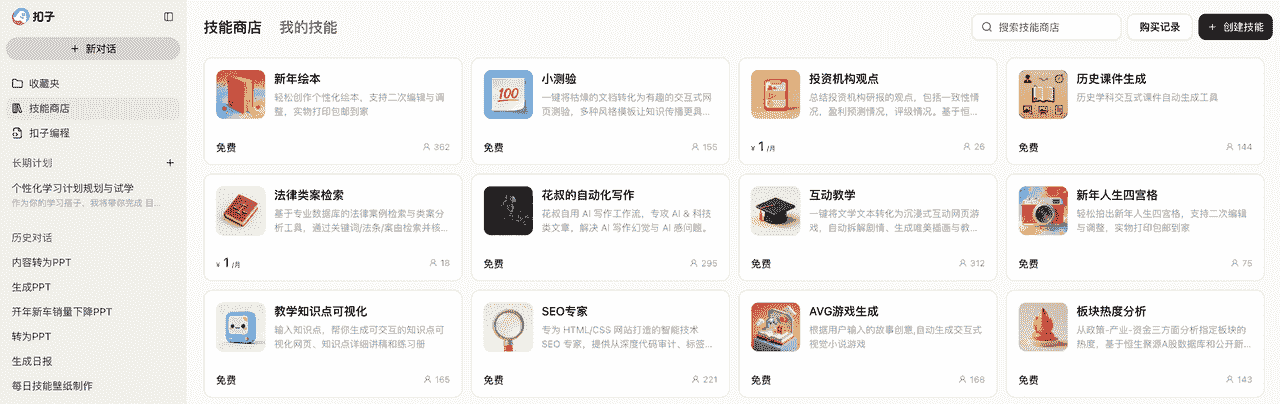 扣子
新对话
收藏夹
技能商店
扣子编程
长期计划
个性化学习计划规划与试学
作为你的学习搭子，我将带你完成 目...
历史对话
内容转为PPT
生成PPT
开年新车销量下降PPT
转为PPT
生成日报
每日技能壁纸制作
技能商店
我的技能
搜索技能商店
购买记录
创建技能
新年绘本
轻松创作个性化绘本，支持二次编辑与调
整，实物打印包邮到家
免费
362
100
小测验
一键将枯燥的文档转化为有趣的交互式网
页测验，多种风格模板让知识传播更具...
免费
156
投资机构观点
总结投资机构研报的观点，包括一致性情
况，盈利预测情况，评级情况。基于恒...
¥ 1 /月
26
历史课件生成
历史学科交互式课件自动生成工具
免费
144
法律类案检索
基于专业数据库的法律案例检索与类案分
析工具，通过关键词/法条/案由检索并核...
¥ 1 /月
18
花叔的自动化写作
花叔自用 AI 写作工作流，专攻 AI & 科技
类文章，解决 AI 写作幻觉与 AI 感问题。
免费
295
互动教学
一键将文学文本转化为沉浸式互动网页游
戏，自动拆解剧情、生成唯美插画与教...
免费
312
新年人生四宫格
轻松拍出新年人生四宫格，支持二次编辑
与调整，实物打印包邮到家
免费
75
教学知识点可视化
输入知识点，帮你生成可交互的知识点可
视化网页、知识点详细讲稿和练习册
免费
165
SEO专家
专为 HTML/CSS 网站打造的智能技术
SEO 专家，提供从深度代码审计、标签...
免费
221
AVG游戏生成
根据用户输入的故事创意,自动生成交互式
视觉小说游戏
免费
168
板块热度分析
从政策-产业-资金三方面分析指定板块的
热度，基于恒生聚源A股数据库和公开新...
免费
143